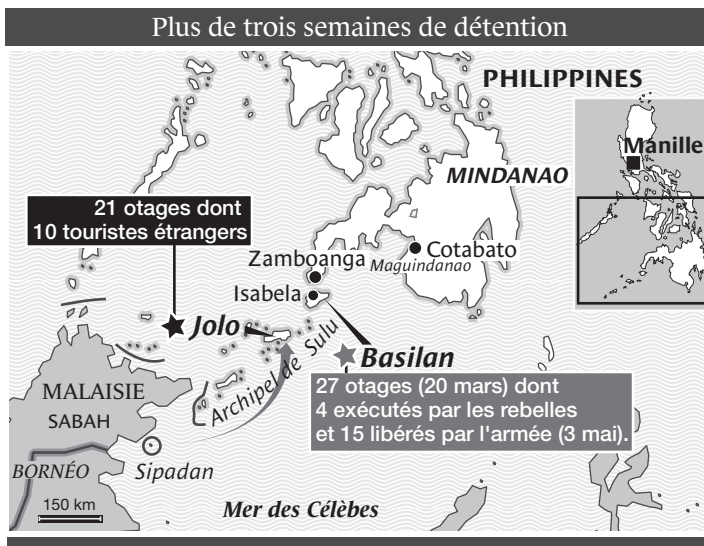 Plus de trois semaines de détention
PHILIPPINES
Manille
MINDANAO
21 otages dont
10 touristes étrangers
Zamboanga
Cotabato
Maguindanao
Isabela
Jolo
Basilan
Archipel de Sulu
27 otages (20 mars) dont
4 exécutés par les rebelles
et 15 libérés par l'armée (3 mai).
MALAISIE
SABAH
BORNÉO
Sipadan
150 km
Mer des Célèbes